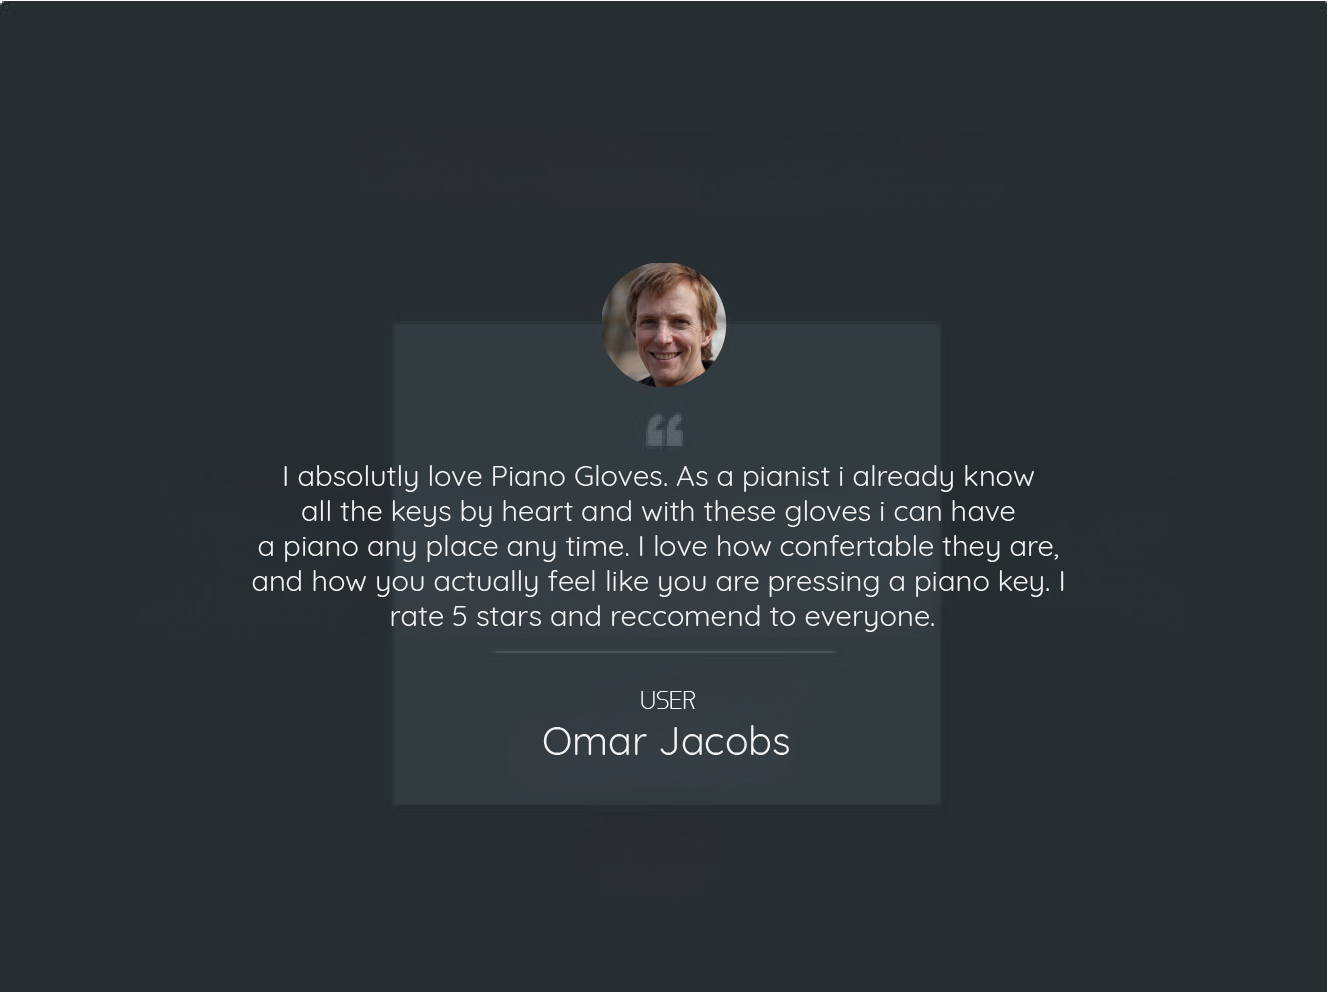 I absolutly love Piano Gloves. As a pianist i already know
all the keys by heart and with these gloves i can have
a piano any place any time. I love how confertable they are,
and how you actually feel like you are pressing a piano key. I
rate 5 stars and reccomend to everyone.
USER
Omar Jacobs